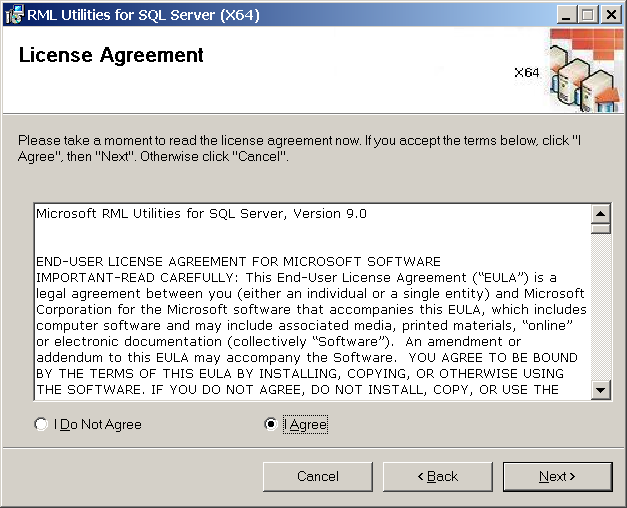 RML Utilities for SQL Server (X64)
License Agreement
X64
Please take a moment to read the license agreement now. If you accept the terms below, click "I
Agree", then "Next". Otherwise click "Cancel".
Microsoft RML Utilities for SQL Server, Version 9.0
END-USER LICENSE AGREEMENT FOR MICROSOFT SOFTWARE
IMPORTANT-READ CAREFULLY: This End-User License Agreement (“EULA”) is a
legal agreement between you (either an individual or a single entity) and Microsoft
Corporation for the Microsoft software that accompanies this EULA, which includes
computer software and may include associated media, printed materials, “online”
or electronic documentation (collectively “Software”).  An amendment or
addendum to this EULA may accompany the Software.  YOU AGREE TO BE BOUND
BY THE TERMS OF THIS EULA BY INSTALLING, COPYING, OR OTHERWISE USING
THE SOFTWARE. IF YOU DO NOT AGREE, DO NOT INSTALL, COPY, OR USE THE
I Do Not Agree
I Agree
Cancel
< Back
Next >